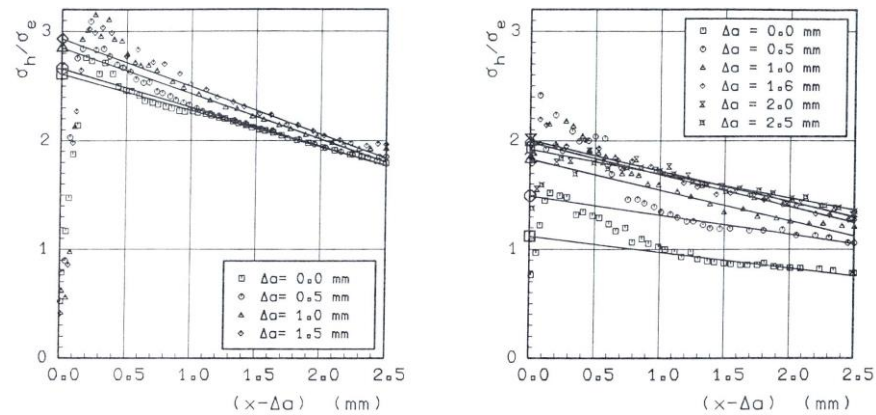 σh/σe
3
2
1
0
□ Δa= 0.0 mm
○ Δa= 0.5 mm
△ Δa= 1.0 mm
◇ Δa= 1.5 mm
0.0 0.5 1.0 1.5 2.0 2.5
(x-Δa) (mm)
σh/σe
3
2
1
0
□ Δa = 0.0 mm
○ Δa = 0.5 mm
△ Δa = 1.0 mm
◇ Δa = 1.6 mm
⧖ Δa = 2.0 mm
¤ Δa = 2.5 mm
0.0 0.5 1.0 1.5 2.0 2.5
(x-Δa) (mm)